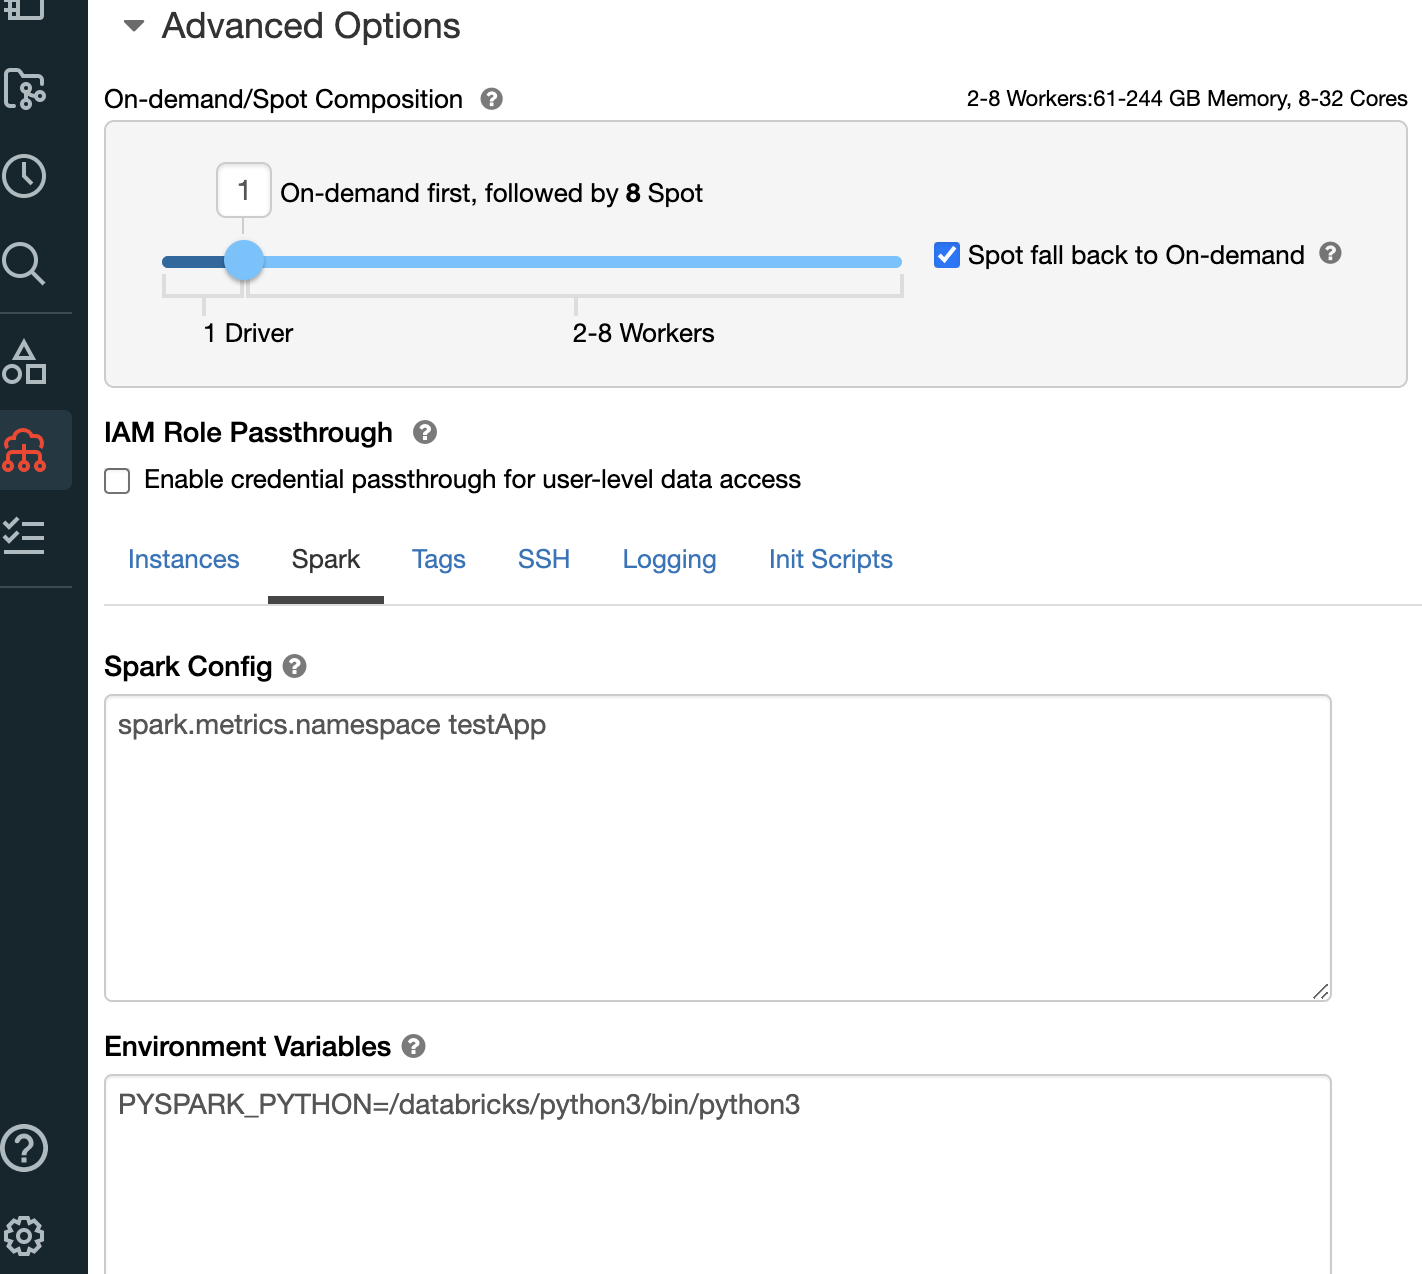 Advanced Options
On-demand/Spot Composition
2-8 Workers:61-244 GB Memory, 8-32 Cores
1
On-demand first, followed by 8 Spot
Spot fall back to On-demand
1 Driver
2-8 Workers
IAM Role Passthrough
Enable credential passthrough for user-level data access
Instances Spark Tags SSH Logging Init Scripts
Spark Config
spark.metrics.namespace testApp
Environment Variables
PYSPARK_PYTHON=/databricks/python3/bin/python3